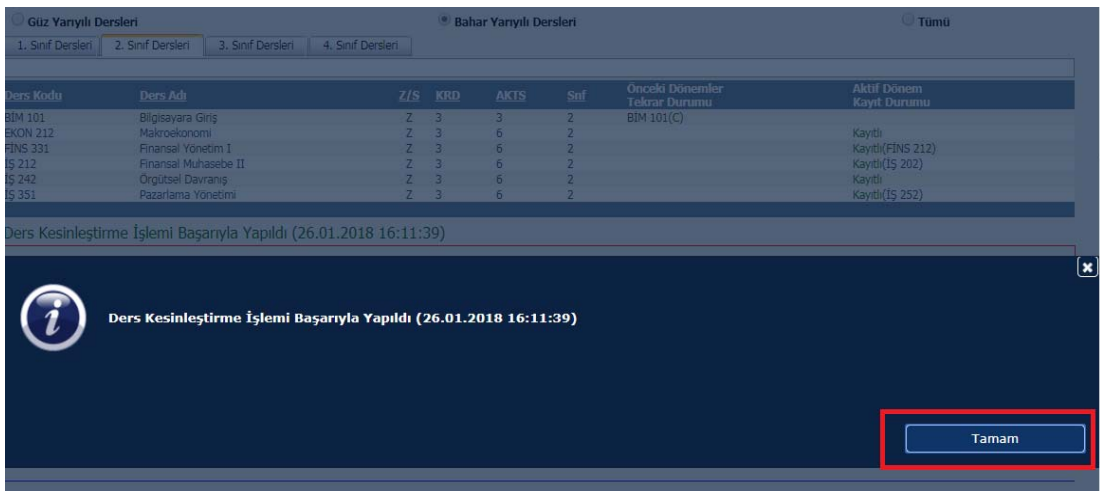 Güz Yarıyılı Dersleri Bahar Yarıyılı Dersleri Tümü
1. Sınıf Dersleri 2. Sınıf Dersleri 3. Sınıf Dersleri 4. Sınıf Dersleri
Ders Kodu Ders Adı Z/S KRD AKTS Snf Önceki Dönemler Tekrar Durumu Aktif Dönem Kayıt Durumu
BİM 101 Bilgisayara Giriş Z 3 3 2 BİM 101(C)
EKON 212 Makroekonomi Z 3 6 2 Kayıtlı
FİNS 331 Finansal Yönetim I Z 3 6 2 Kayıtlı(FİNS 212)
İŞ 212 Finansal Muhasebe II Z 3 6 2 Kayıtlı(İŞ 202)
İŞ 242 Örgütsel Davranış Z 3 6 2 Kayıtlı
İŞ 351 Pazarlama Yönetimi Z 3 6 2 Kayıtlı(İŞ 252)
Ders Kesinleştirme İşlemi Başarıyla Yapıldı (26.01.2018 16:11:39)
Ders Kesinleştirme İşlemi Başarıyla Yapıldı (26.01.2018 16:11:39)
Tamam